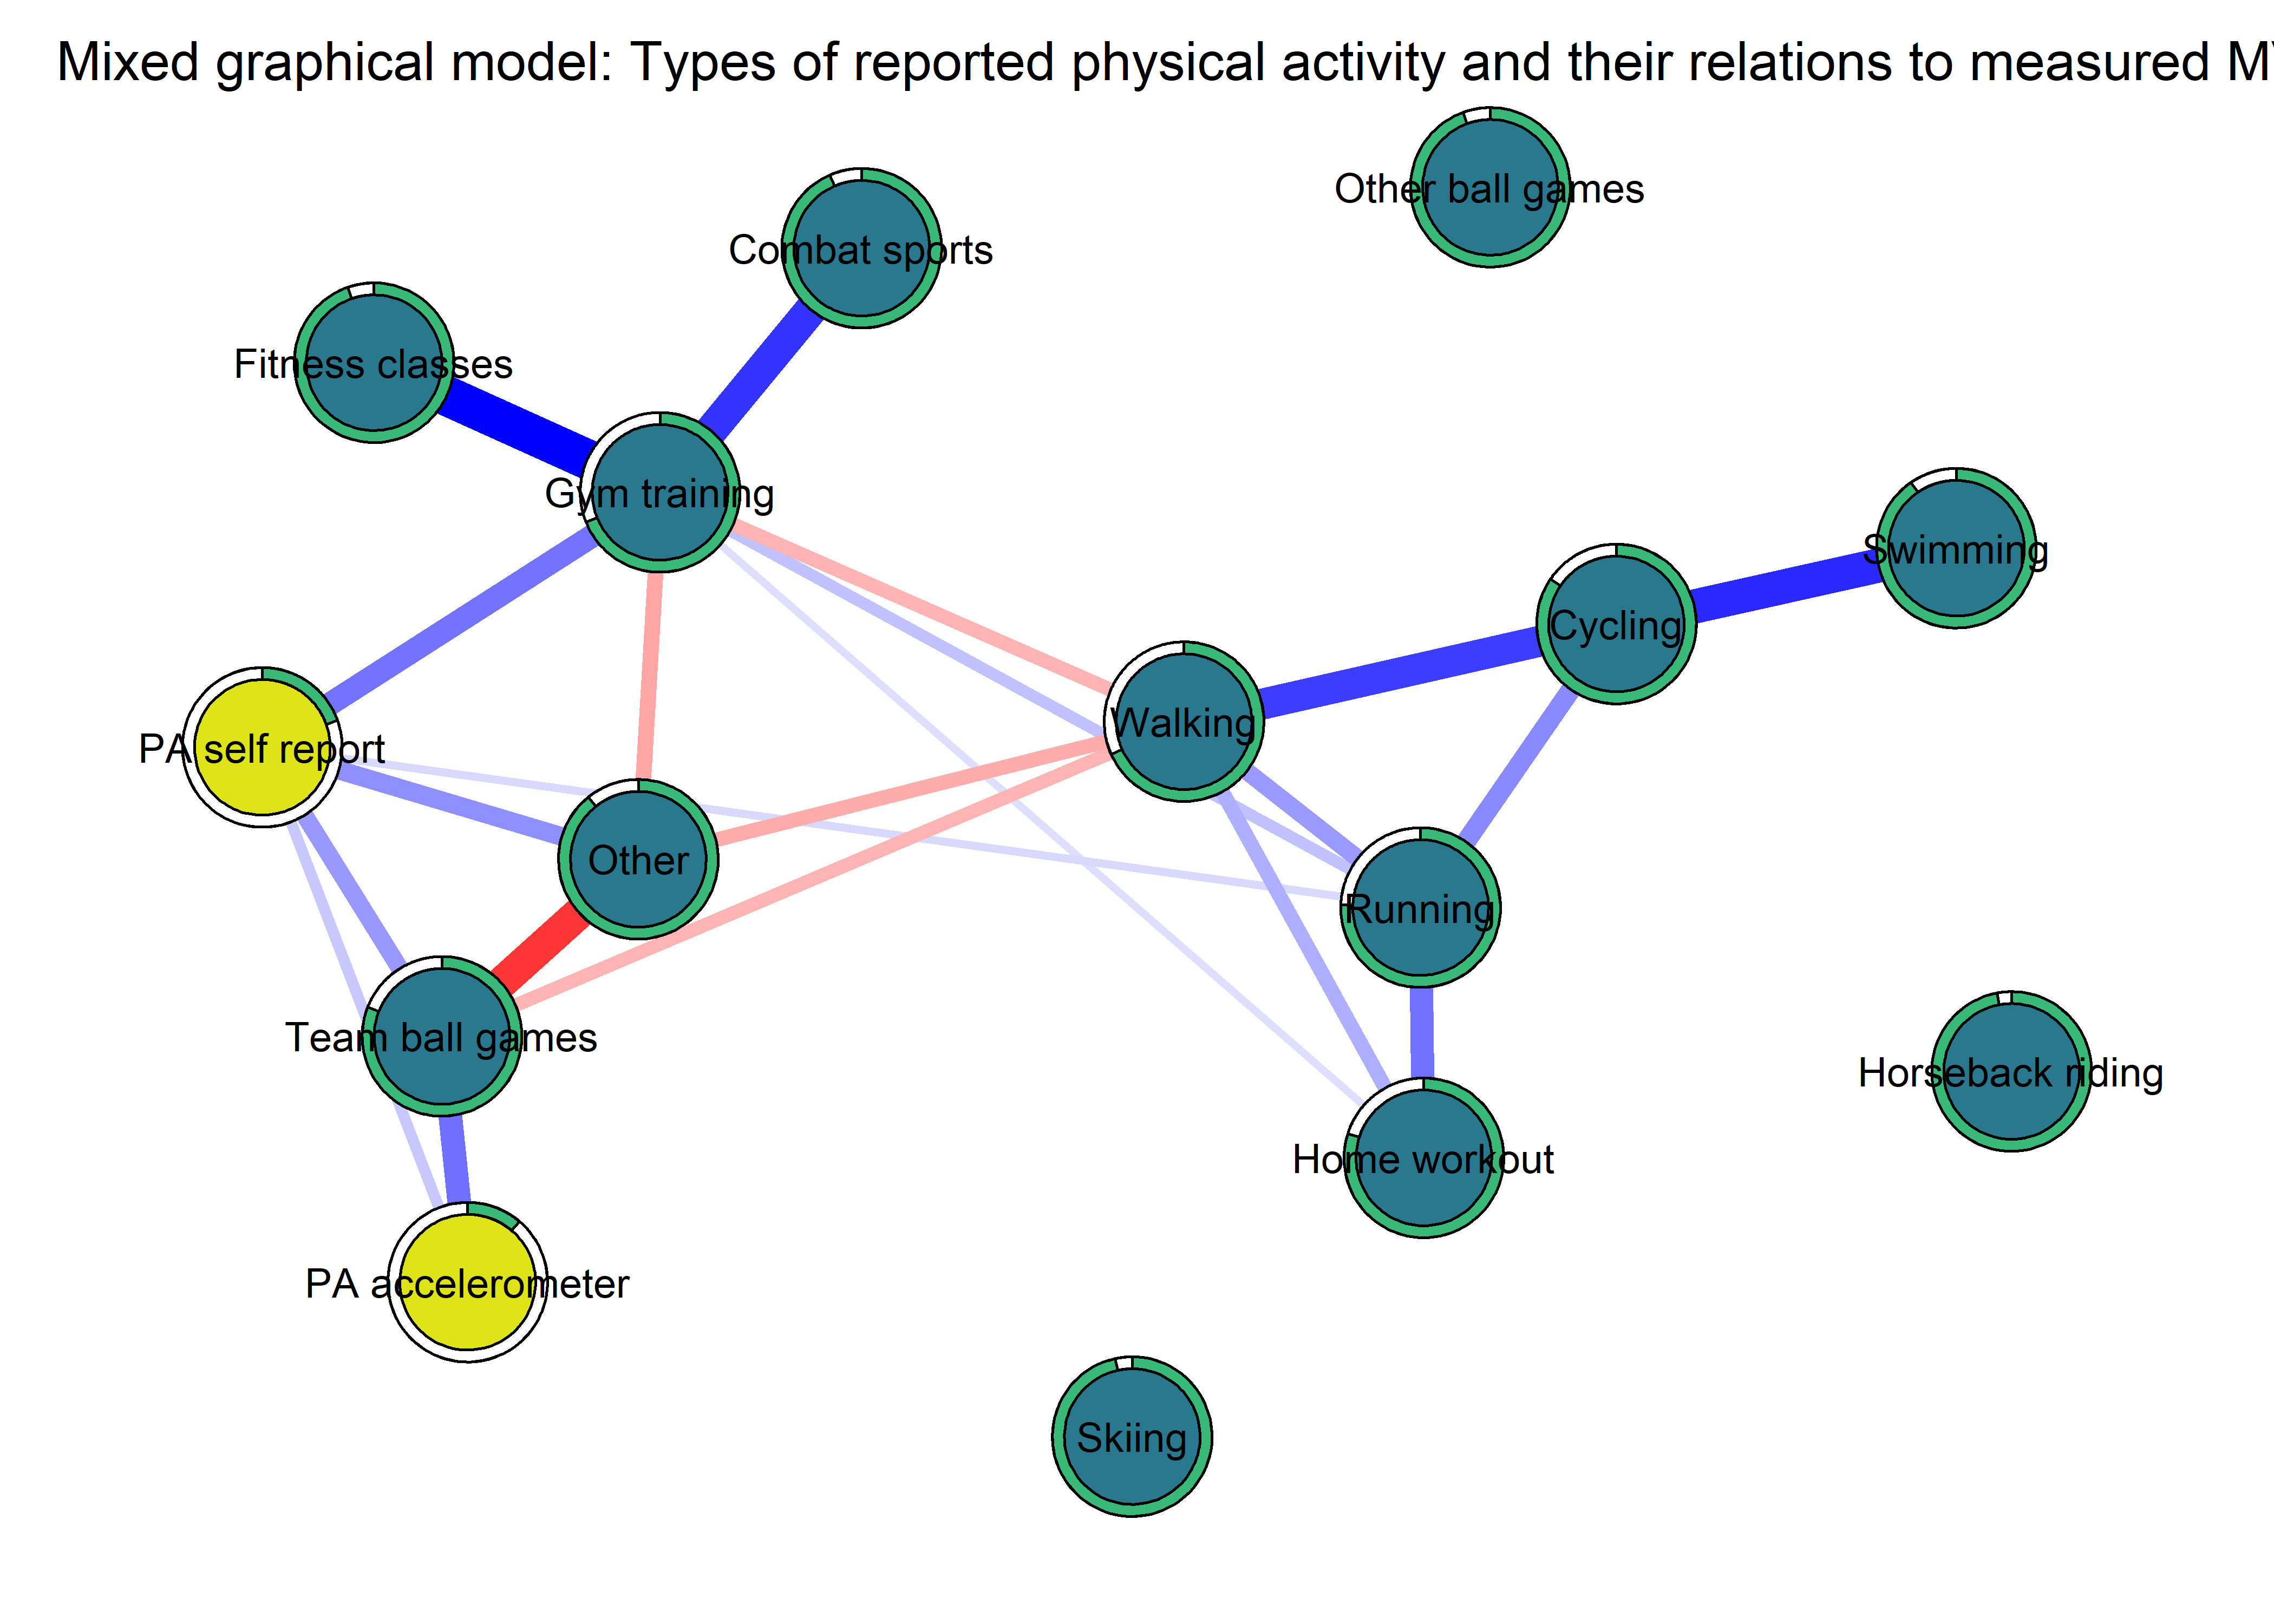 Mixed graphical model: Types of reported physical activity and their relations to measured M
Other ball games
Combat sports
Fitness classes
Gym training
Swimming
Cycling
Walking
PA self report
Other
Running
Team ball games
Horseback riding
Home workout
PA accelerometer
Skiing